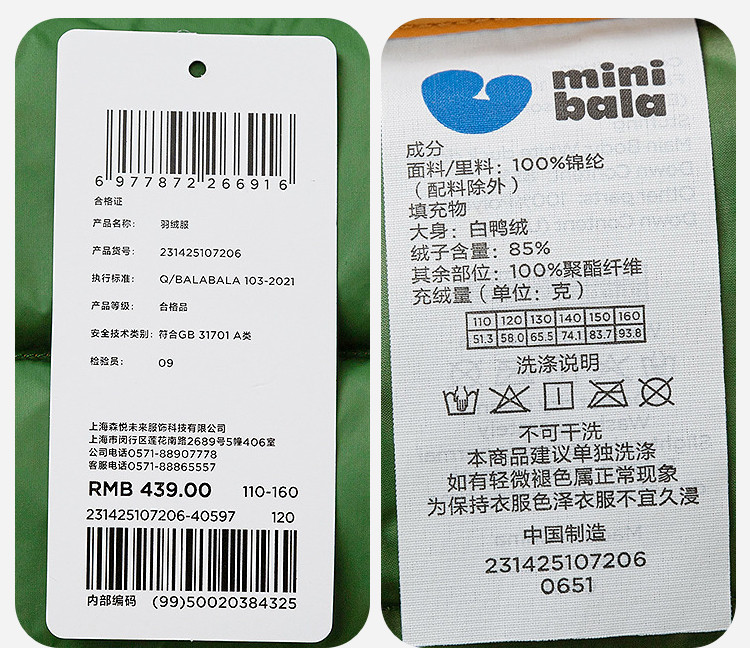 6 977872 266916
合格证
产品名称: 羽绒服
产品货号: 231425107206
执行标准: Q/BALABALA 103-2021
产品等级: 合格品
安全技术类别: 符合GB 31701 A类
检验员: 09
上海森悦未来服饰科技有限公司
上海市闵行区莲花南路2689号5幢406室
公司电话0571-88907778
客服电话0571-88865557
RMB 439.00 110-160
231425107206-40597 120
内部编码 (99)50020384325
mini
bala
成分
面料/里料: 100%锦纶
(配料除外)
填充物
大身: 白鸭绒
绒子含量: 85%
其余部位: 100%聚酯纤维
充绒量(单位: 克)
110 120 130 140 150 160
51.3 58.0 65.5 74.1 83.7 93.8
洗涤说明
不可干洗
本商品建议单独洗涤
如有轻微褪色属正常现象
为保持衣服色泽衣服不宜久浸
中国制造
231425107206
0651